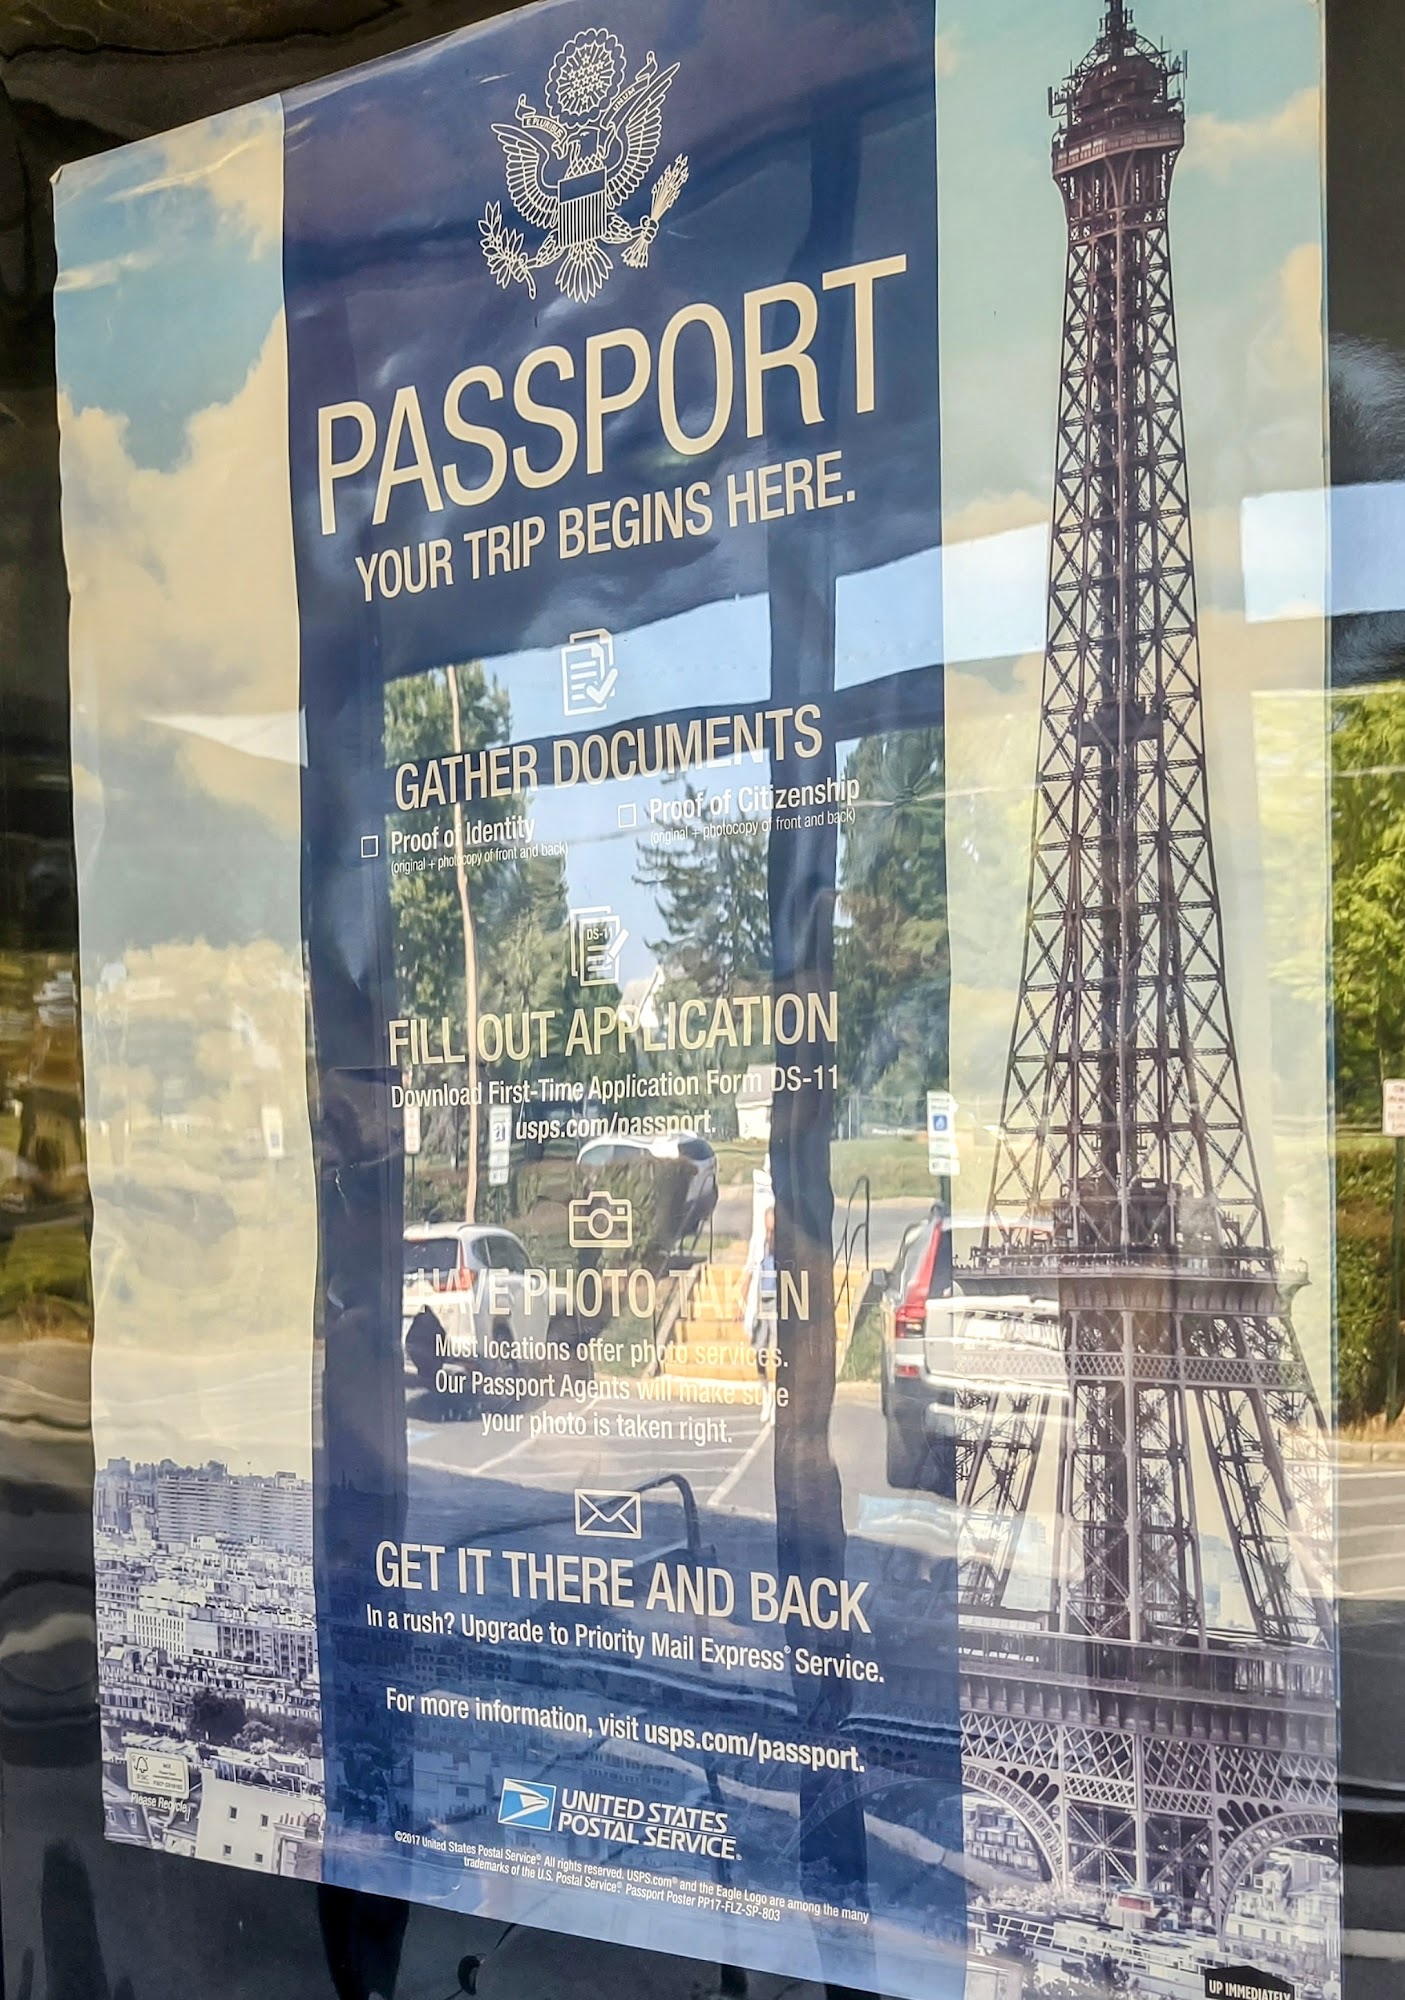 E PLURIBUS UNUM
PASSPORT
YOUR TRIP BEGINS HERE.
GATHER DOCUMENTS
Proof of Identity
(original + photocopy of front and back)
Proof of Citizenship
(original + photocopy of front and back)
DS-11
FILL OUT APPLICATION
Download First-Time Application Form DS-11
at usps.com/passport.
HAVE PHOTO TAKEN
Most locations offer photo services.
Our Passport Agents will make sure
your photo is taken right.
GET IT THERE AND BACK
In a rush? Upgrade to Priority Mail Express® Service.
For more information, visit usps.com/passport.
UNITED STATES
POSTAL SERVICE®
©2017 United States Postal Service® All rights reserved. USPS.com® and the Eagle Logo are among the many
trademarks of the U.S. Postal Service® Passport Poster PP17-FLZ-SP-803
FSC
MIX
Please Recycle
UP IMMEDIATELY